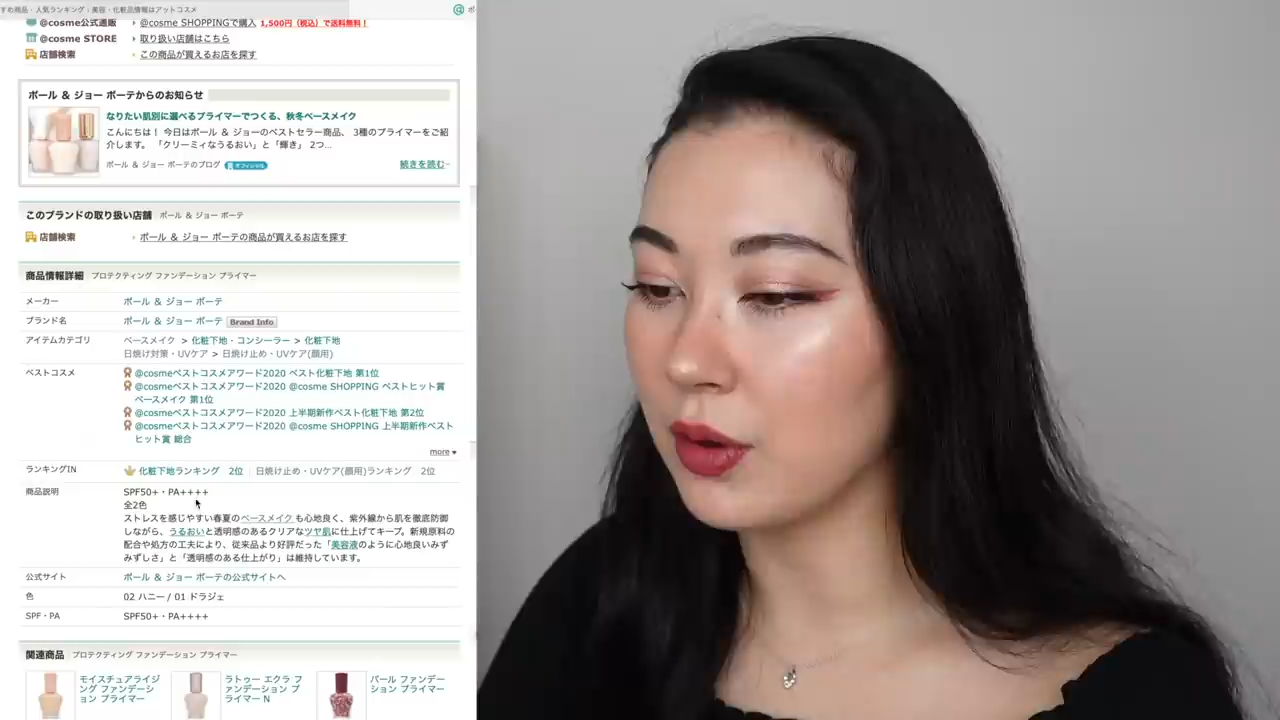 すめ商品・人気ランキング：美容・化粧品情報はアットコスメ
@cosme公式通販 @cosme SHOPPINGで購入 1,500円（税込）で送料無料！
@cosme STORE 取り扱い店舗はこちら
店舗検索 この商品が買えるお店を探す
ポール ＆ ジョー ボーテからのお知らせ
なりたい肌別に選べるプライマーでつくる、秋冬ベースメイク
こんにちは！ 今日はポール ＆ ジョーのベストセラー商品、 3種のプライマーをご紹
介します。 「クリーミィなうるおい」と「輝き」 2つ...
ポール ＆ ジョー ボーテのブログ オフィシャル 続きを読む
このブランドの取り扱い店舗 ポール ＆ ジョー ボーテ
店舗検索 ポール ＆ ジョー ボーテの商品が買えるお店を探す
商品情報詳細 プロテクティング ファンデーション プライマー
メーカー ポール ＆ ジョー ボーテ
ブランド名 ポール ＆ ジョー ボーテ Brand Info
アイテムカテゴリ ベースメイク > 化粧下地・コンシーラー > 化粧下地
日焼け対策・UVケア > 日焼け止め・UVケア(顔用)
ベストコスメ @cosmeベストコスメアワード2020 ベスト化粧下地 第1位
@cosmeベストコスメアワード2020 @cosme SHOPPING ベストヒット賞
ベースメイク 第1位
@cosmeベストコスメアワード2020 上半期新作ベスト化粧下地 第2位
@cosmeベストコスメアワード2020 @cosme SHOPPING 上半期新作ベスト
ヒット賞 総合
more
ランキングIN 化粧下地ランキング 2位 | 日焼け止め・UVケア(顔用)ランキング 2位
商品説明 SPF50+・PA++++
全2色
ストレスを感じやすい春夏のベースメイクも心地良く、紫外線から肌を徹底防御
しながら、うるおいと透明感のあるクリアなツヤ肌に仕上げてキープ。新規原料の
配合や処方の工夫により、従来品より好評だった「美容液のように心地良いみず
みずしさ」と「透明感のある仕上がり」は維持しています。
公式サイト ポール ＆ ジョー ボーテの公式サイトへ
色 02 ハニー / 01 ドラジェ
SPF・PA SPF50+・PA++++
関連商品 プロテクティング ファンデーション プライマー
モイスチュアライジ
ング ファンデーシ
ョン プライマー
ラトゥー エクラ フ
ァンデーション プ
ライマー N
パール ファンデー
ション プライマー